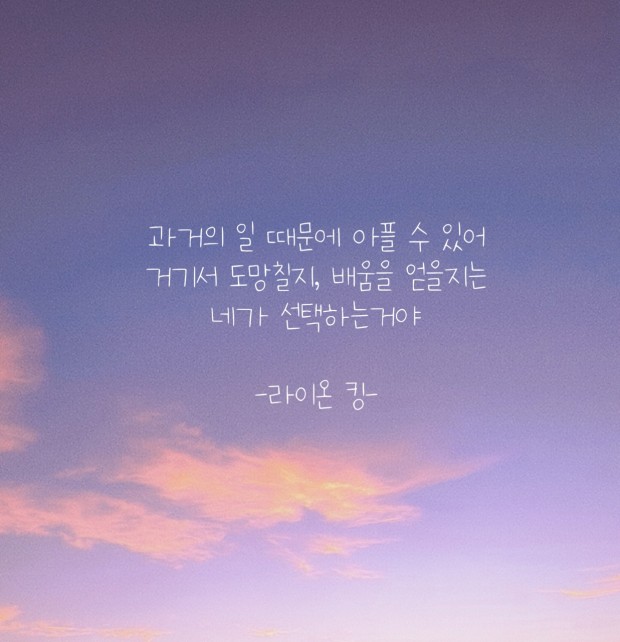 과거의 일 때문에 아플 수 있어
거기서 도망칠지, 배움을 얻을지는
네가 선택하는거야
-라이온 킹-